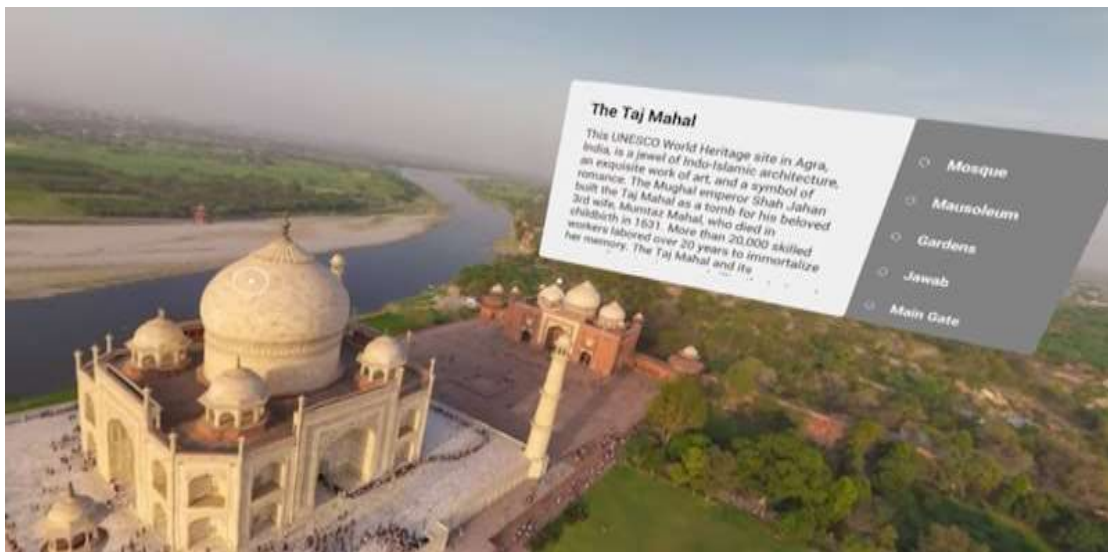 The Taj Mahal
This UNESCO World Heritage site in Agra,
India, is a jewel of Indo-Islamic architecture,
an exquisite work of art, and a symbol of
romance. The Mughal emperor Shah Jahan
built the Taj Mahal as a tomb for his beloved
3rd wife, Mumtaz Mahal, who died in
childbirth in 1631. More than 20,000 skilled
workers labored over 20 years to immortalize
her memory. The Taj Mahal and its
Mosque
Mausoleum
Gardens
Jawab
Main Gate